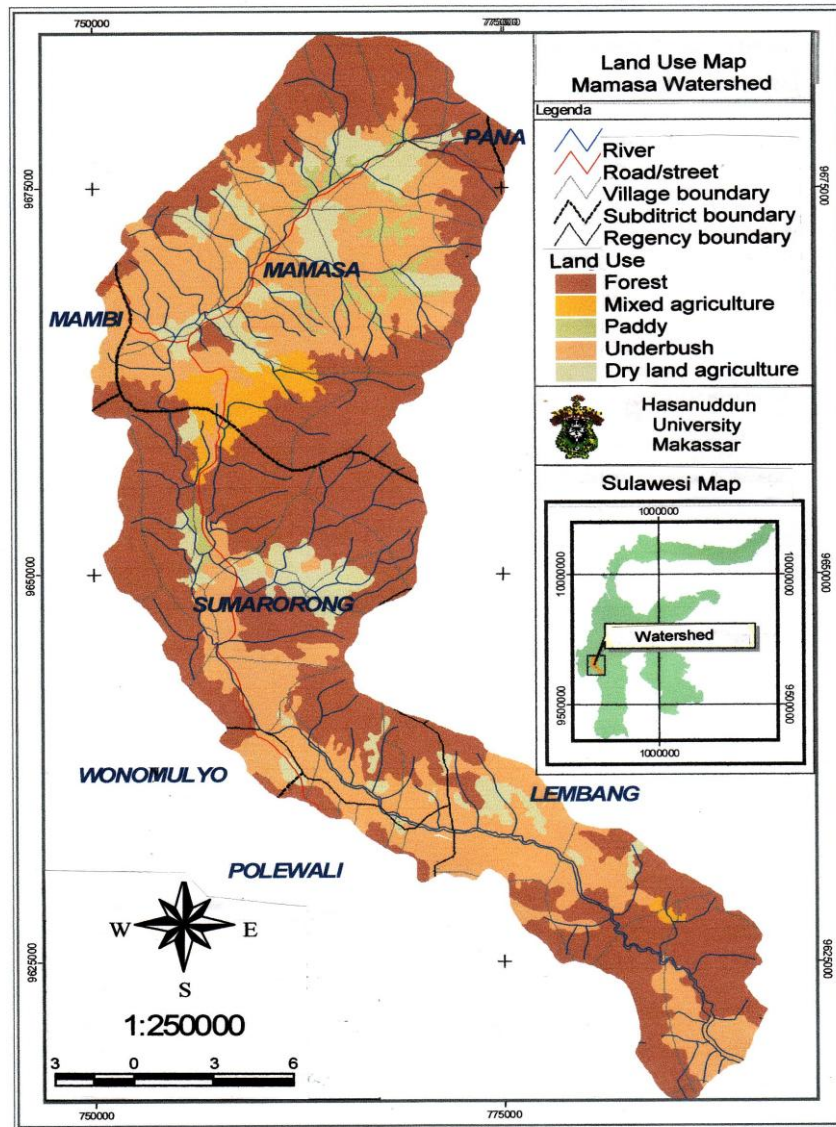 750000
7750000
Land Use Map
Mamasa Watershed
Legenda
River
Road/street
Village boundary
Subditrict boundary
Regency boundary
Land Use
Forest
Mixed agriculture
Paddy
Underbush
Dry land agriculture
Hasanuddun
University
Makassar
Sulawesi Map
1000000
10000000
10000000
Watershed
9500000
9500000
1000000
PANA
9675000
9675000
MAMASA
MAMBI
9650000
9650000
SUMARORONG
WONOMULYO
LEMBANG
POLEWALI
W
E
S
9625000
9625000
1:250000
3 0 3 6
750000
775000